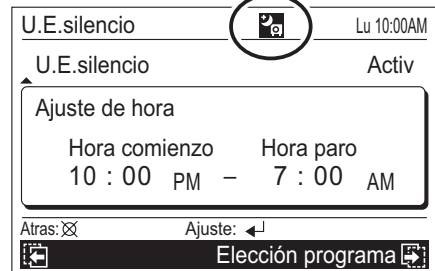 U.E.silencio Lu 10:00AM
U.E.silencio Activ
Ajuste de hora
Hora comienzo Hora paro
10 : 00 PM – 7 : 00 AM
Atras: Ajuste:
Elección programa